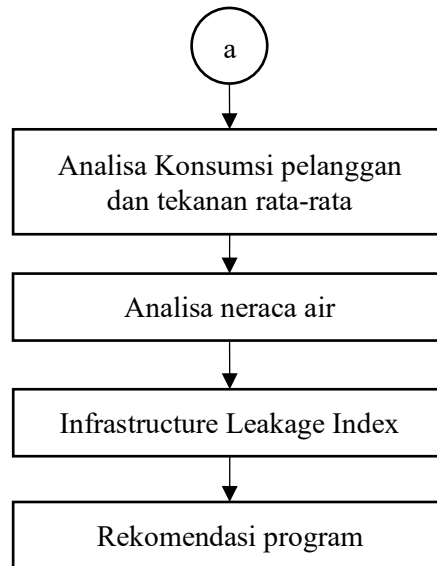 a
Analisa Konsumsi pelanggan
dan tekanan rata-rata
Analisa neraca air
Infrastructure Leakage Index
Rekomendasi program